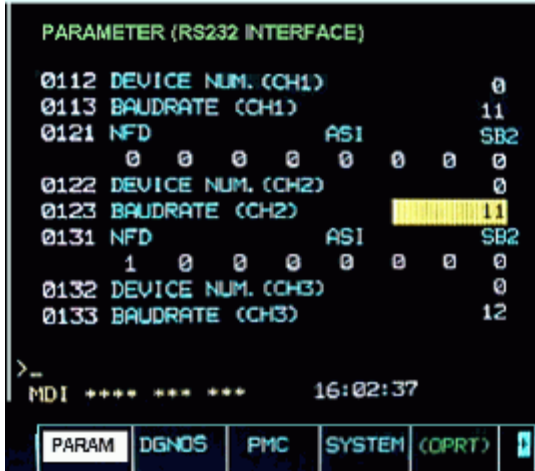 PARAMETER (RS232 INTERFACE)
0112 DEVICE NUM.(CH1) 0
0113 BAUDRATE (CH1) 11
0121 NFD ASI SB2
0 0 0 0 0 0 0 0
0122 DEVICE NUM.(CH2) 0
0123 BAUDRATE (CH2) 11
0131 NFD ASI SB2
1 0 0 0 0 0 0 0
0132 DEVICE NUM.(CH3) 0
0133 BAUDRATE (CH3) 12
>_
MDI **** *** *** 16:02:37
PARAM DGNOS PMC SYSTEM (OPRT)